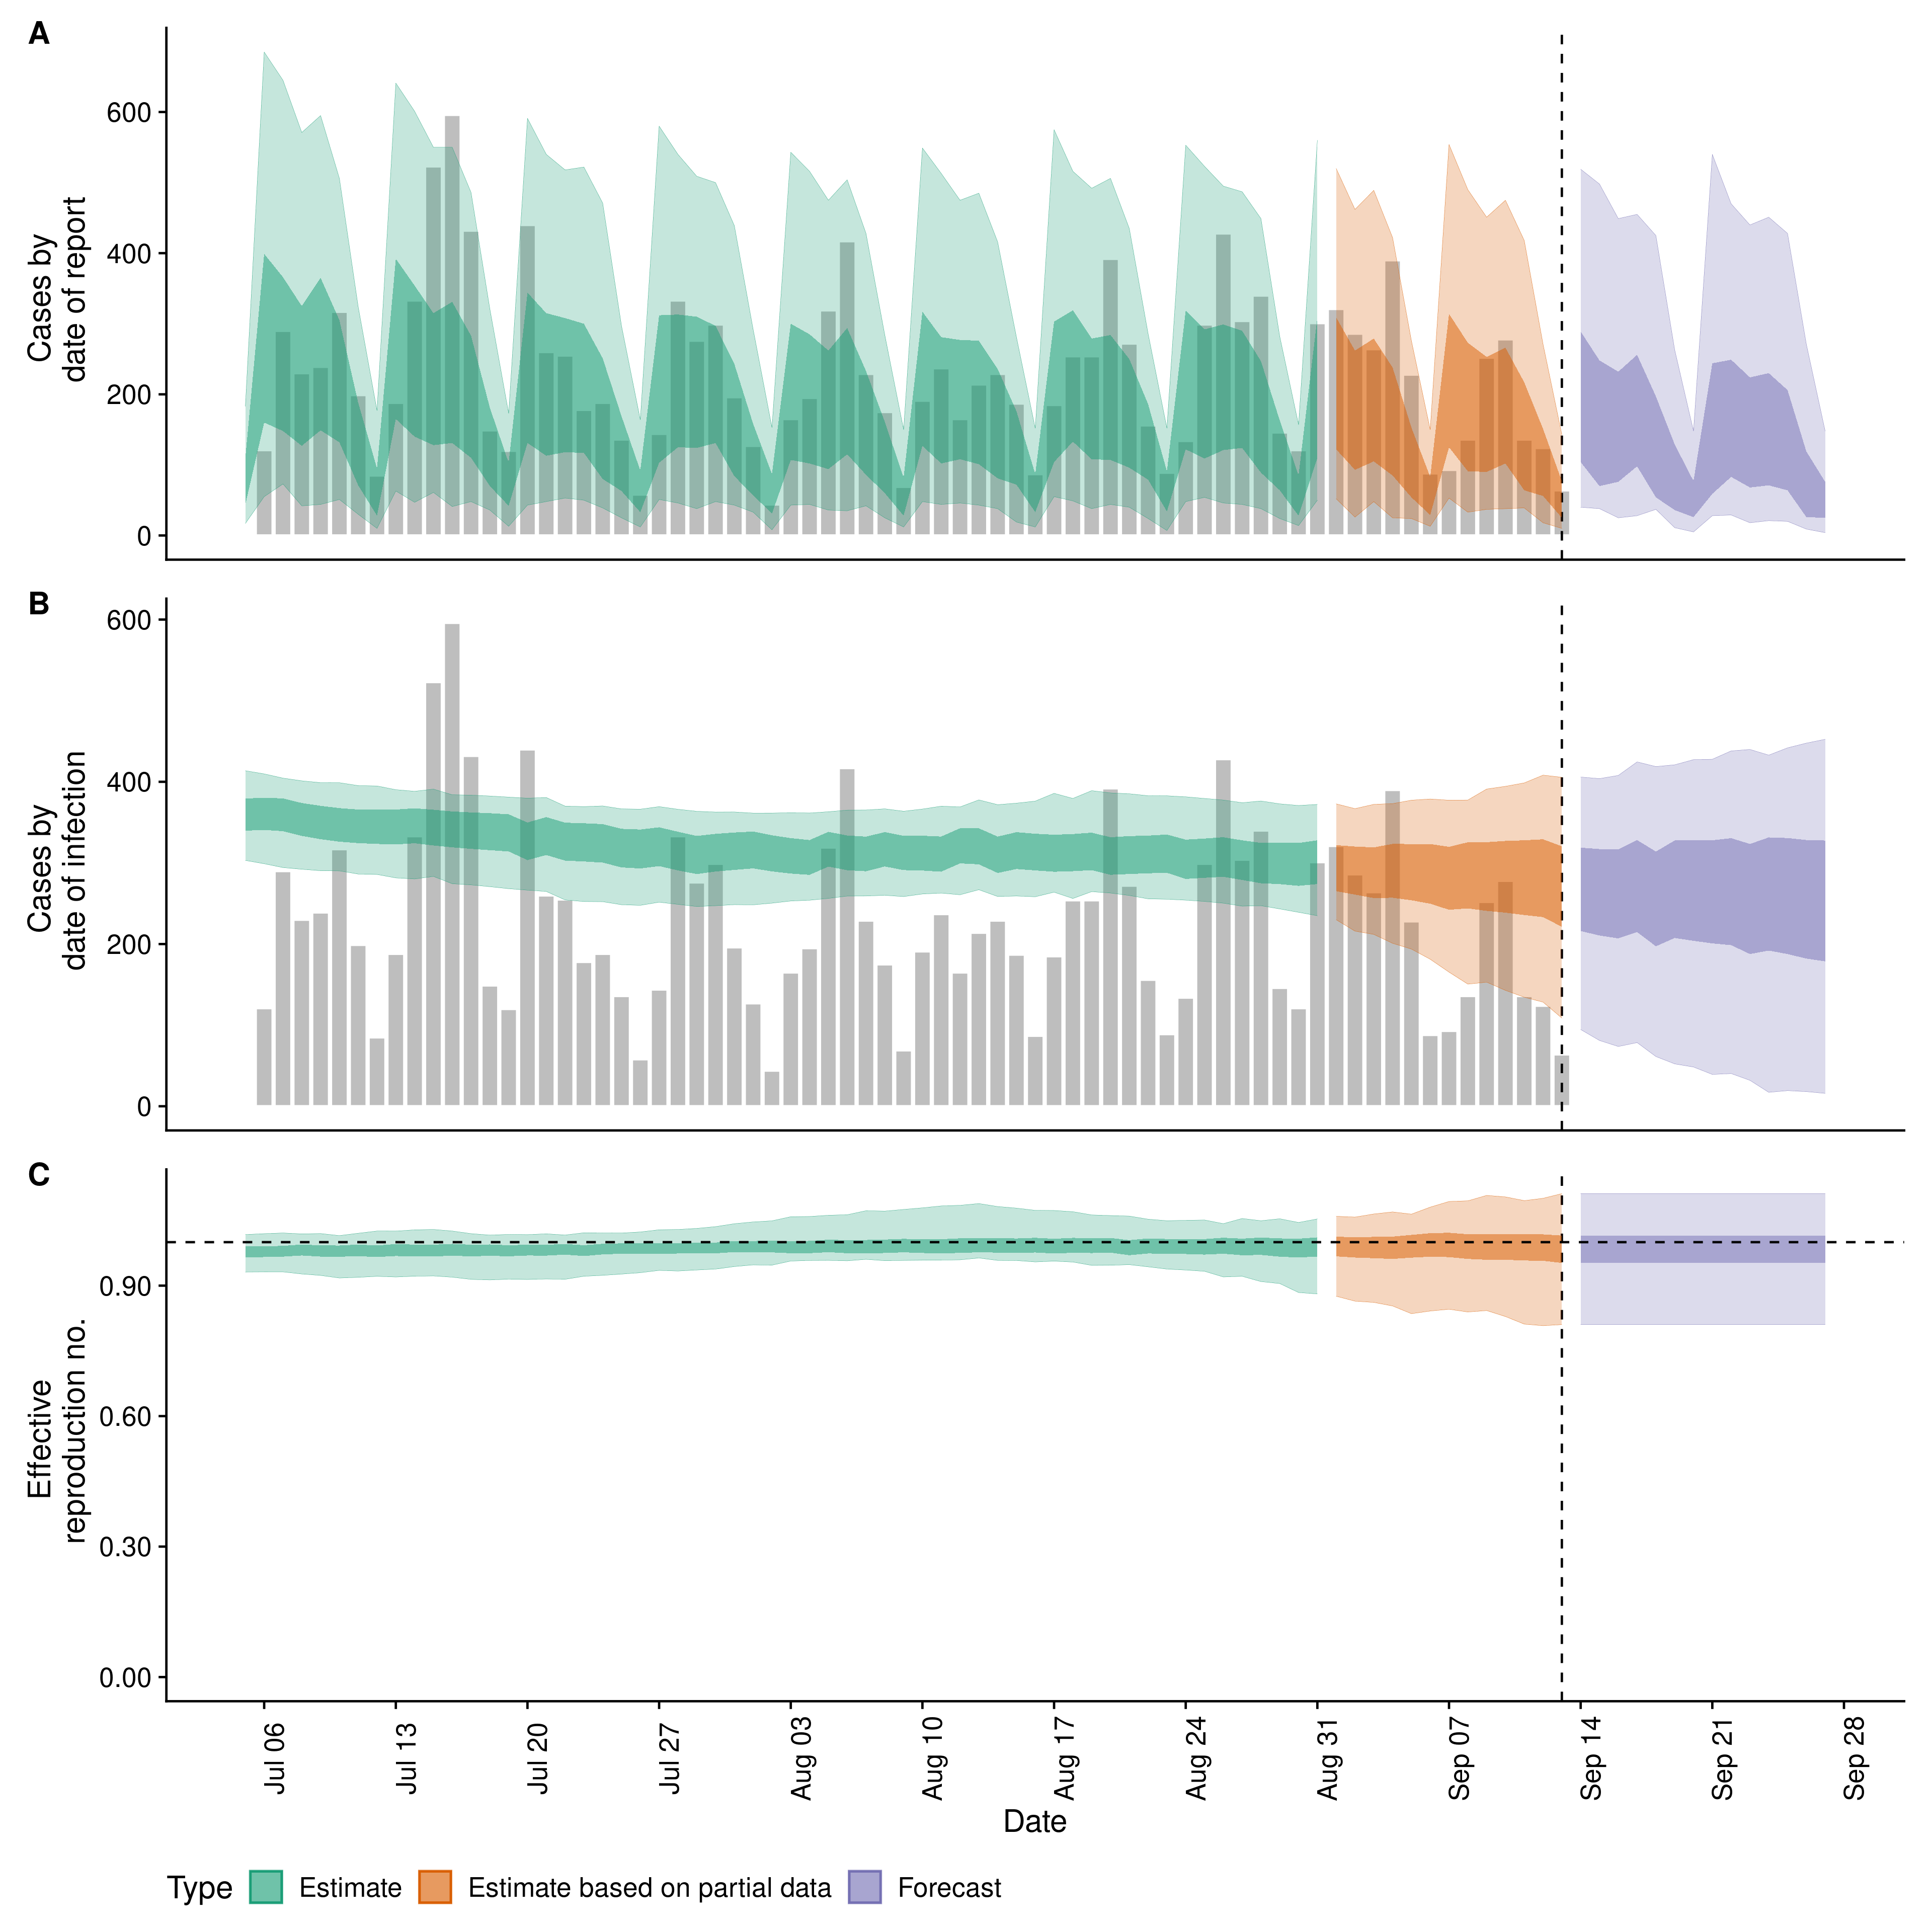 A
600
400
200
0
Cases by
date of report
B
600
400
200
0
Cases by
date of infection
C
0.90
0.60
0.30
0.00
Effective
reproduction no.
Jul 06
Jul 13
Jul 20
Jul 27
Aug 03
Aug 10
Aug 17
Aug 24
Aug 31
Sep 07
Sep 14
Sep 21
Sep 28
Date
Type
Estimate
Estimate based on partial data
Forecast